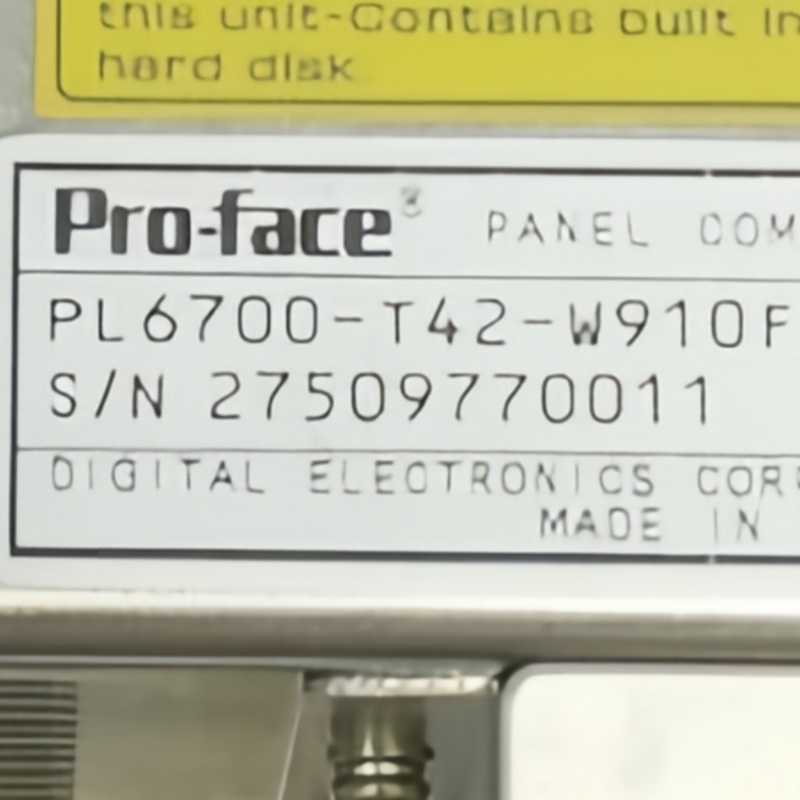 this unit-Contains built in
hard disk
Pro-face® PANEL COM
PL6700-T42-W910F
S/N 27509770011
DIGITAL ELECTRONICS COR
MADE IN